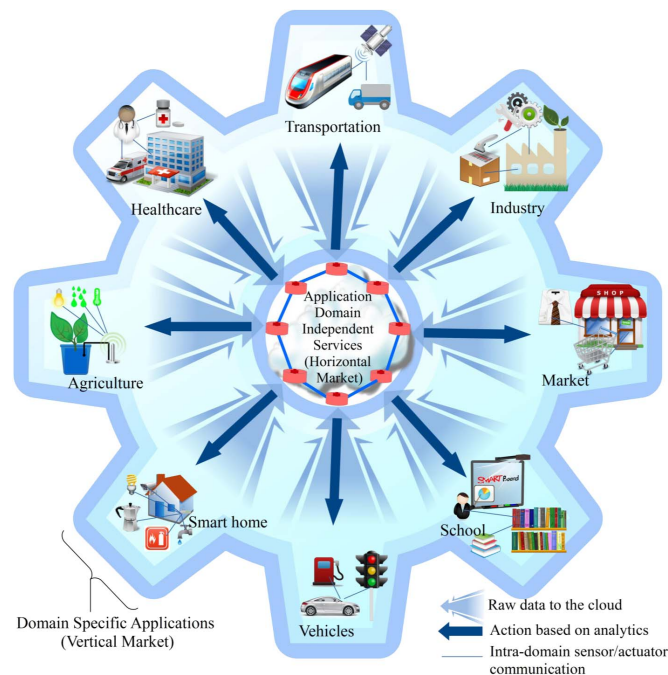 Transportation
Healthcare
Industry
SHOP
Application
Domain
Independent
Services
(Horizontal
Market)
Agriculture
Market
SMART Board
Smart home
School
Vehicles
Domain Specific Applications
(Vertical Market)
Raw data to the cloud
Action based on analytics
Intra-domain sensor/actuator
communication